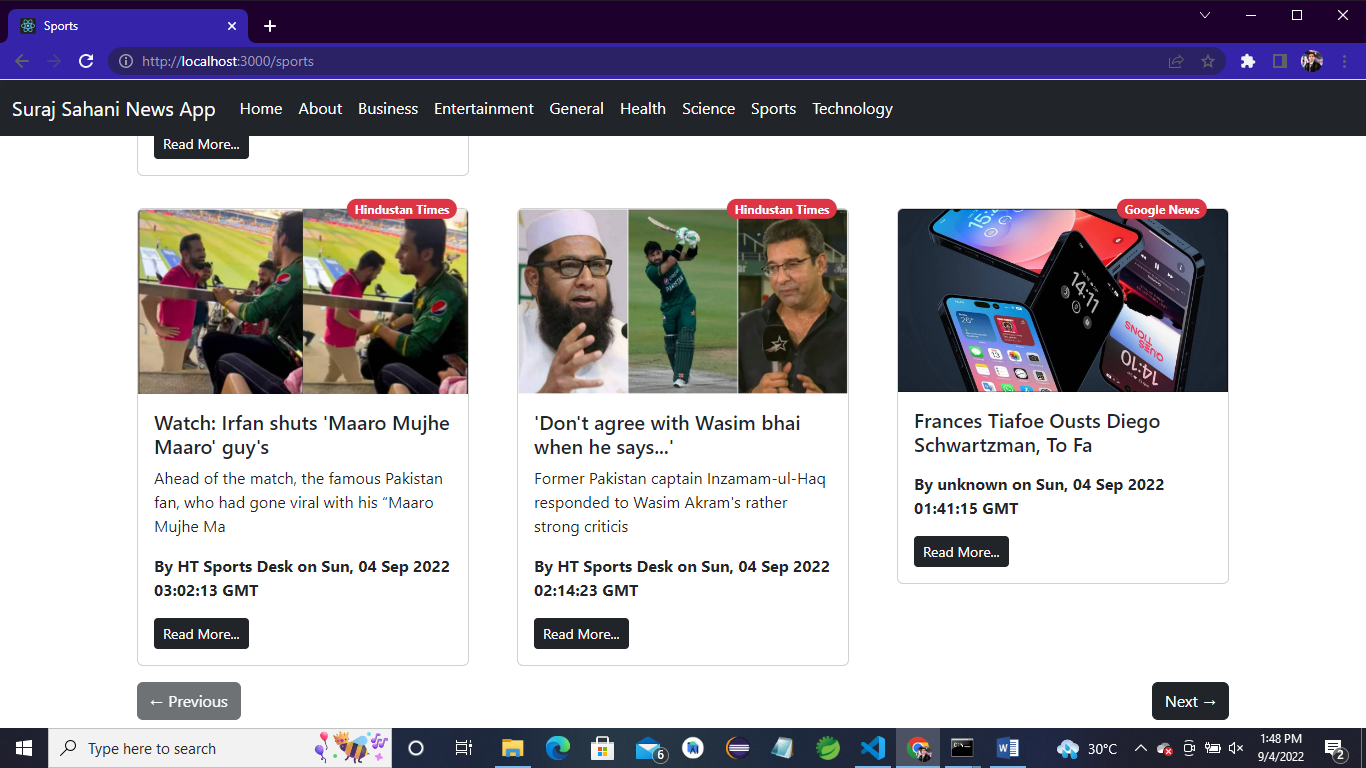 Sports
http://localhost:3000/sports
Suraj Sahani News App Home About Business Entertainment General Health Science Sports Technology
Read More...
Hindustan Times
Hindustan Times
Google News
14:11
14:10
Watch: Irfan shuts 'Maaro Mujhe
Maaro' guy's
Ahead of the match, the famous Pakistan
fan, who had gone viral with his “Maaro
Mujhe Ma
By HT Sports Desk on Sun, 04 Sep 2022
03:02:13 GMT
Read More...
'Don't agree with Wasim bhai
when he says...'
Former Pakistan captain Inzamam-ul-Haq
responded to Wasim Akram's rather
strong criticis
By HT Sports Desk on Sun, 04 Sep 2022
02:14:23 GMT
Read More...
Frances Tiafoe Ousts Diego
Schwartzman, To Fa
By unknown on Sun, 04 Sep 2022
01:41:15 GMT
Read More...
← Previous
Next →
Type here to search
6
30°C
1:48 PM
9/4/2022
2